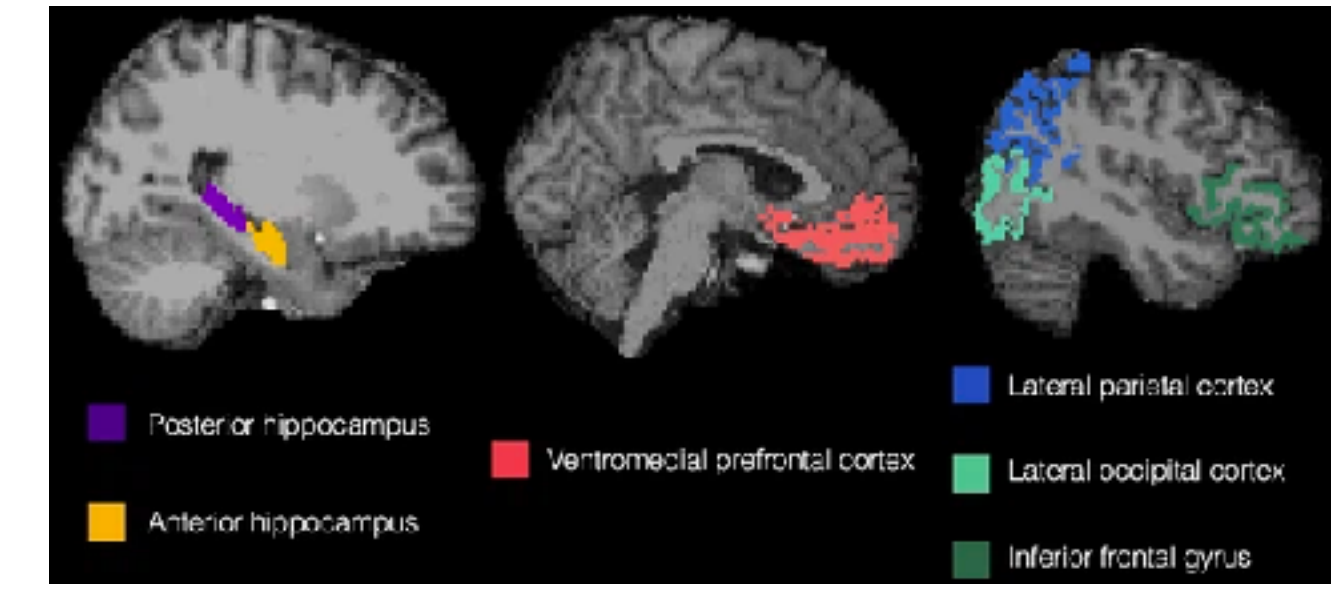 Posterior hippocampus
Anterior hippocampus
Ventromedial prefrontal cortex
Lateral parietal cortex
Lateral occipital cortex
Inferior frontal gyrus